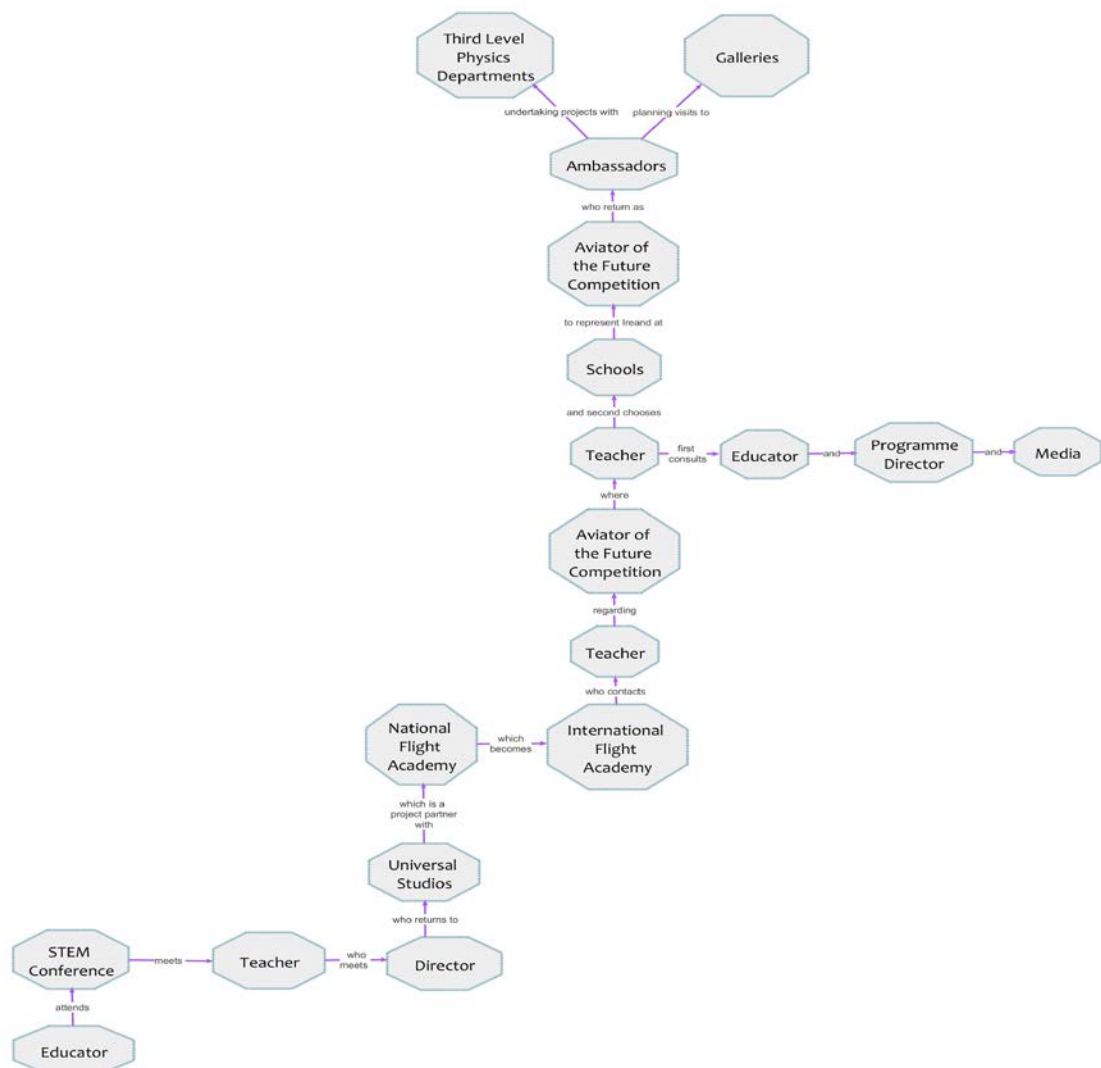 Third Level
Physics
Departments
Galleries
undertaking projects with
planning visits to
Ambassadors
who return as
Aviator of
the Future
Competition
to represent Ireand at
Schools
and second chooses
Teacher
first
consults
Educator
and
Programme
Director
and
Media
where
Aviator of
the Future
Competition
regarding
Teacher
who contacts
National
Flight
Academy
which
becomes
International
Flight
Academy
which is a
project partner
with
Universal
Studios
who returns to
STEM
Conference
meets
Teacher
who
meets
Director
attends
Educator